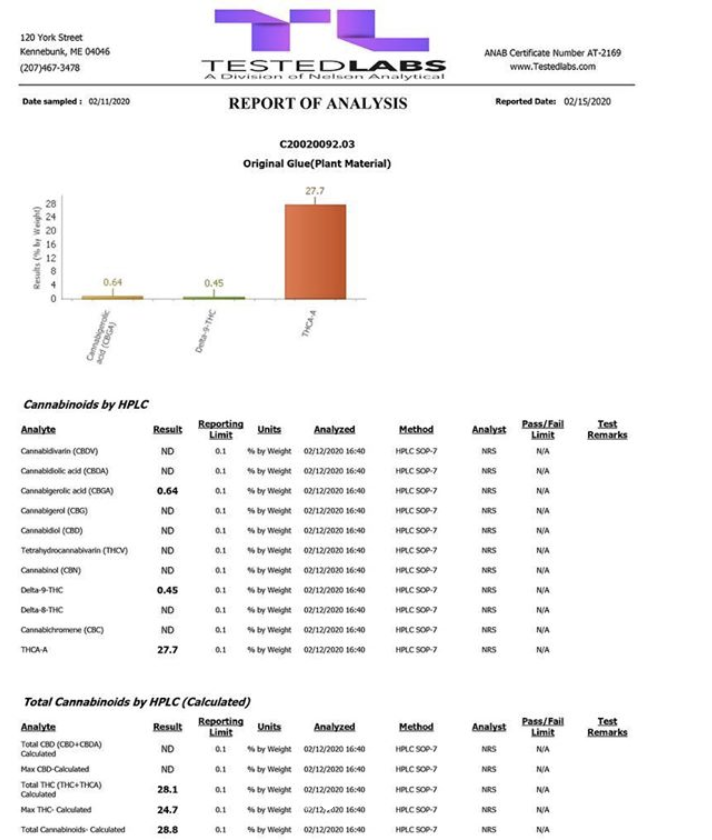 120 York Street
Kennebunk, ME 04046
(207)467-3478
TESTEDLABS
A Division of Nelson Analytical
ANAB Certificate Number AT-2169
www.Testedlabs.com
Date sampled : 02/11/2020
REPORT OF ANALYSIS
Reported Date: 02/15/2020
C20020092.03
Original Glue(Plant Material)
Results (% by Weight)
28
24
20
16
12
8
4
0
0.64
0.45
27.7
Cannabigerolic acid (CBGA)
Delta-9-THC
THCA-A
Cannabinoids by HPLC
Analyte Result Reporting Limit Units Analyzed Method Analyst Pass/Fail Limit Test Remarks
Cannabidivarin (CBDV) ND 0.1 % by Weight 02/12/2020 16:40 HPLC SOP-7 NRS N/A
Cannabidiolic acid (CBDA) ND 0.1 % by Weight 02/12/2020 16:40 HPLC SOP-7 NRS N/A
Cannabigerolic acid (CBGA) 0.64 0.1 % by Weight 02/12/2020 16:40 HPLC SOP-7 NRS N/A
Cannabigerol (CBG) ND 0.1 % by Weight 02/12/2020 16:40 HPLC SOP-7 NRS N/A
Cannabidiol (CBD) ND 0.1 % by Weight 02/12/2020 16:40 HPLC SOP-7 NRS N/A
Tetrahydrocannabivarin (THCV) ND 0.1 % by Weight 02/12/2020 16:40 HPLC SOP-7 NRS N/A
Cannabinol (CBN) ND 0.1 % by Weight 02/12/2020 16:40 HPLC SOP-7 NRS N/A
Delta-9-THC 0.45 0.1 % by Weight 02/12/2020 16:40 HPLC SOP-7 NRS N/A
Delta-8-THC ND 0.1 % by Weight 02/12/2020 16:40 HPLC SOP-7 NRS N/A
Cannabichromene (CBC) ND 0.1 % by Weight 02/12/2020 16:40 HPLC SOP-7 NRS N/A
THCA-A 27.7 0.1 % by Weight 02/12/2020 16:40 HPLC SOP-7 NRS N/A
Total Cannabinoids by HPLC (Calculated)
Analyte Result Reporting Limit Units Analyzed Method Analyst Pass/Fail Limit Test Remarks
Total CBD (CBD+CBDA) Calculated ND 0.1 % by Weight 02/12/2020 16:40 HPLC SOP-7 NRS N/A
Max CBD-Calculated ND 0.1 % by Weight 02/12/2020 16:40 HPLC SOP-7 NRS N/A
Total THC (THC+THCA) Calculated 28.1 0.1 % by Weight 02/12/2020 16:40 HPLC SOP-7 NRS N/A
Max THC- Calculated 24.7 0.1 % by Weight 02/12/2020 16:40 HPLC SOP-7 NRS N/A
Total Cannabinoids- Calculated 28.8 0.1 % by Weight 02/12/2020 16:40 HPLC SOP-7 NRS N/A